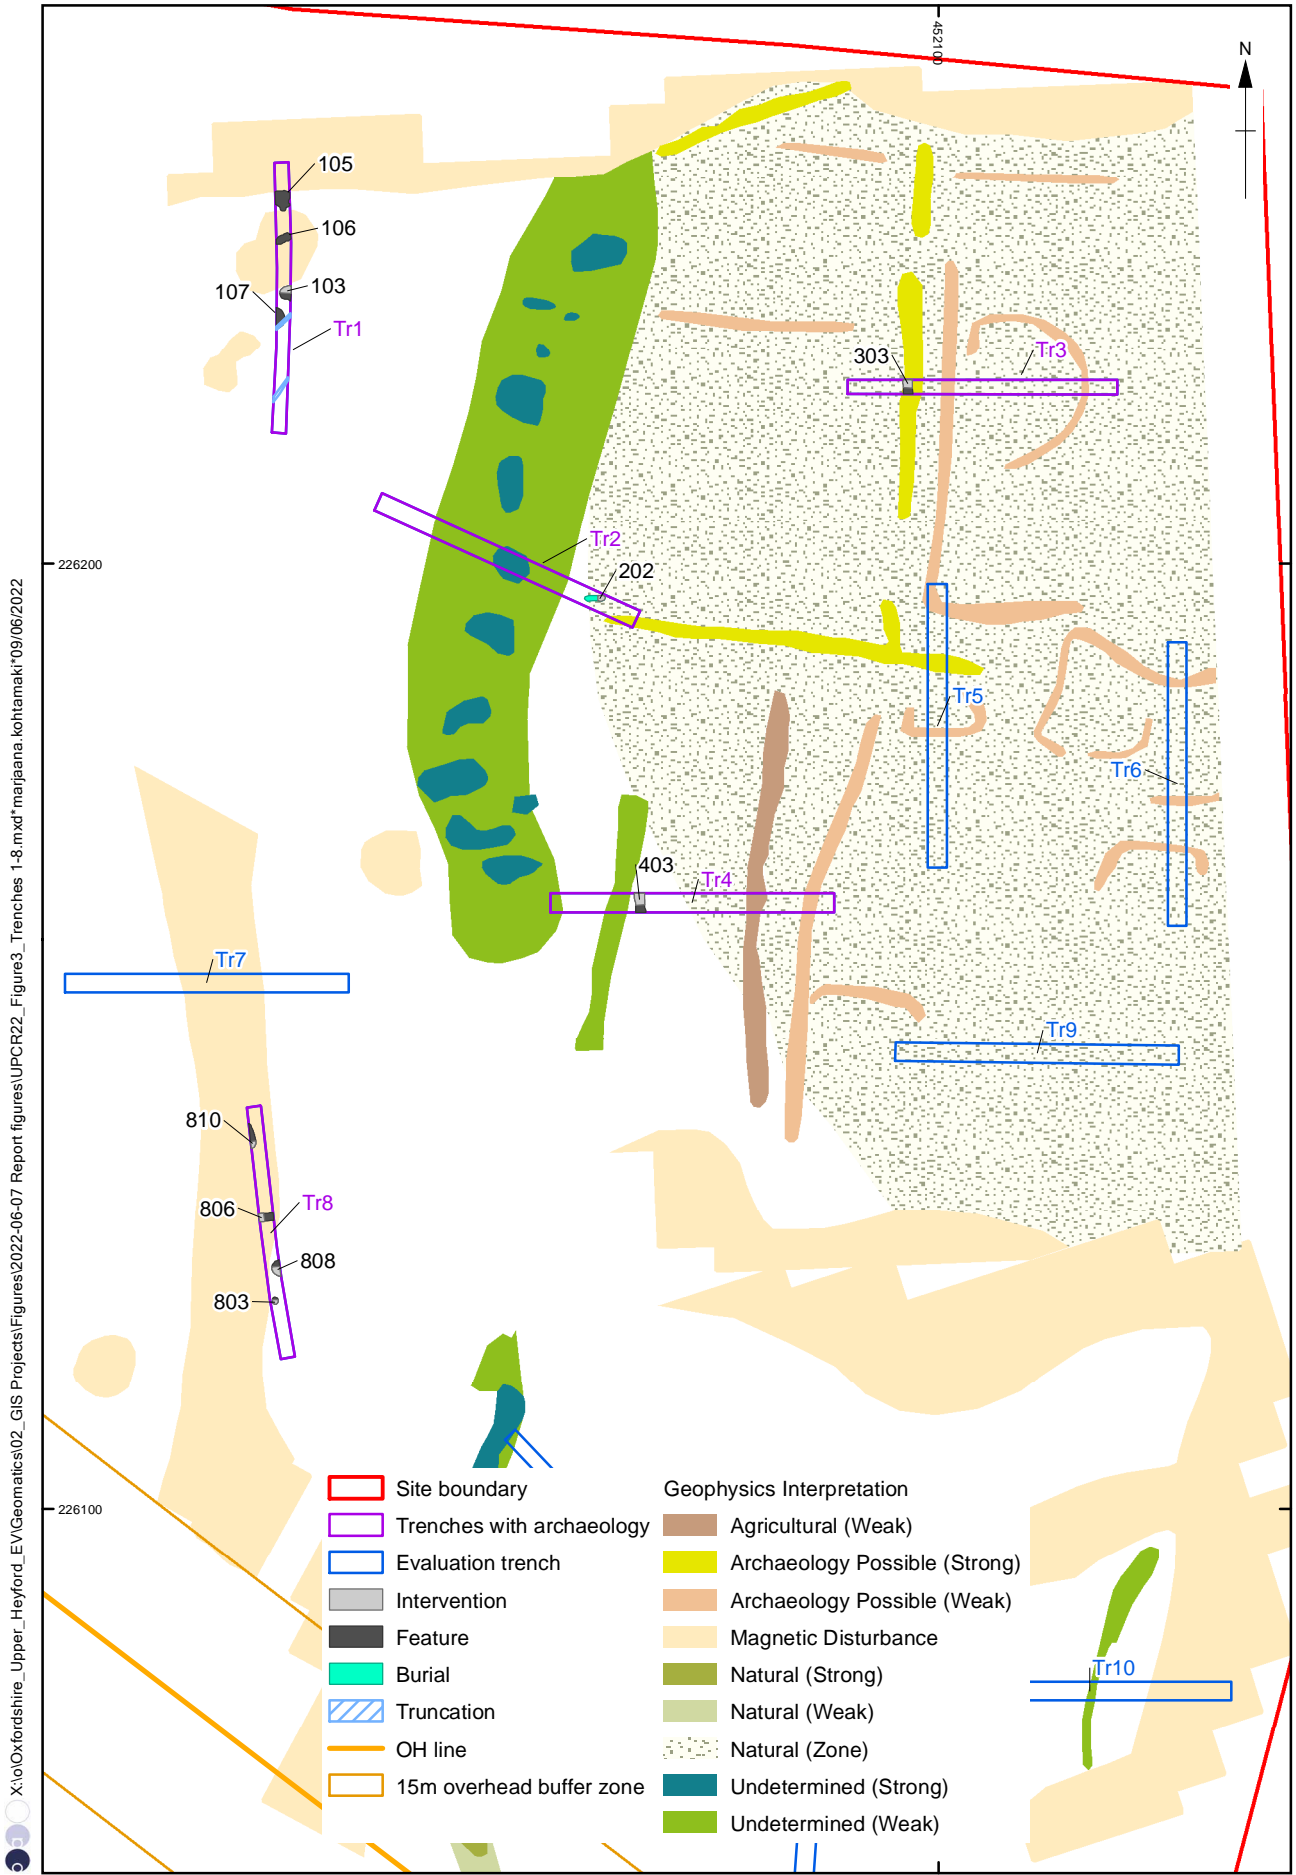 452100
N
105
106
107
103
Tr1
303
Tr3
Tr2
202
226200
Tr5
Tr6
403
Tr4
Tr7
Tr9
810
806
Tr8
808
803
226100
Tr10
Site boundary
Trenches with archaeology
Evaluation trench
Intervention
Feature
Burial
Truncation
OH line
15m overhead buffer zone
Geophysics Interpretation
Agricultural (Weak)
Archaeology Possible (Strong)
Archaeology Possible (Weak)
Magnetic Disturbance
Natural (Strong)
Natural (Weak)
Natural (Zone)
Undetermined (Strong)
Undetermined (Weak)
X:\o\Oxfordshire_Upper_Heyford_EV\Geomatics\02_GIS Projects\Figures\2022-06-07 Report figures\UPCR22_Figure3_Trenches 1-8.mxd* marjaana.kohtamaki*09/06/2022